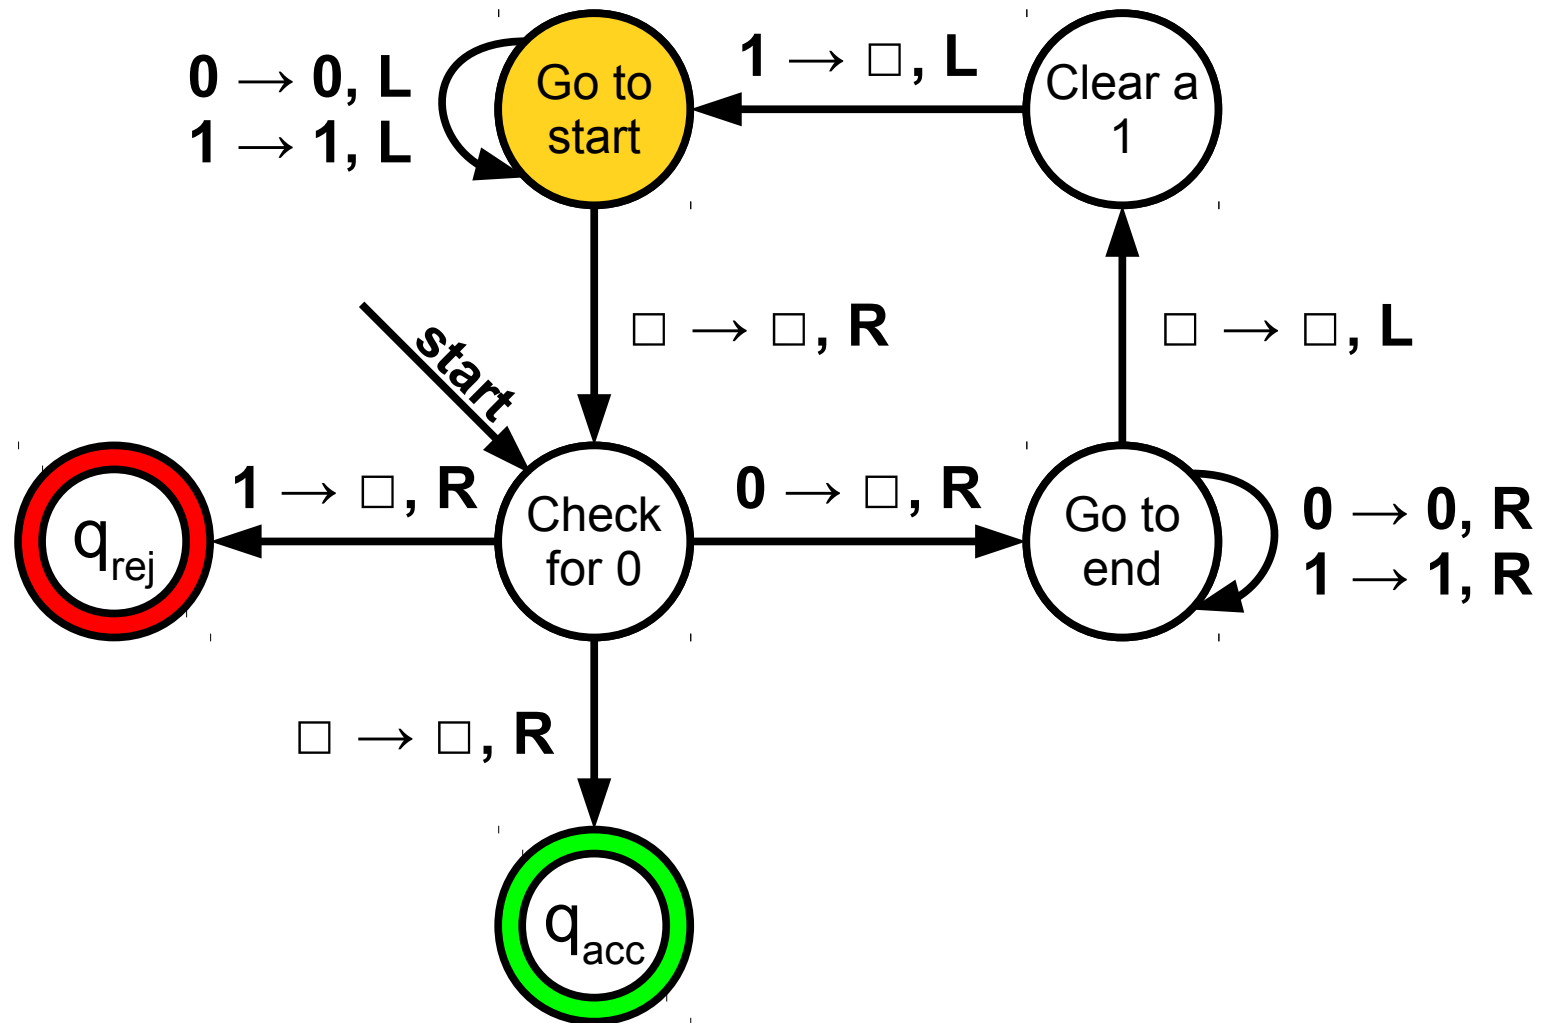 0 → 0, L
1 → 1, L
Go to
start
1 → □, L
Clear a
1
□ → □, R
□ → □, L
start
q_rej
1 → □, R
Check
for 0
0 → □, R
Go to
end
0 → 0, R
1 → 1, R
□ → □, R
q_acc